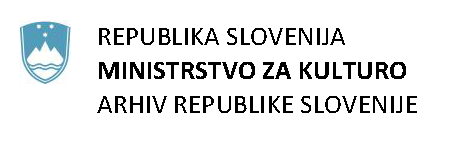 REPUBLIKA SLOVENIJA
MINISTRSTVO ZA KULTURO
ARHIV REPUBLIKE SLOVENIJE